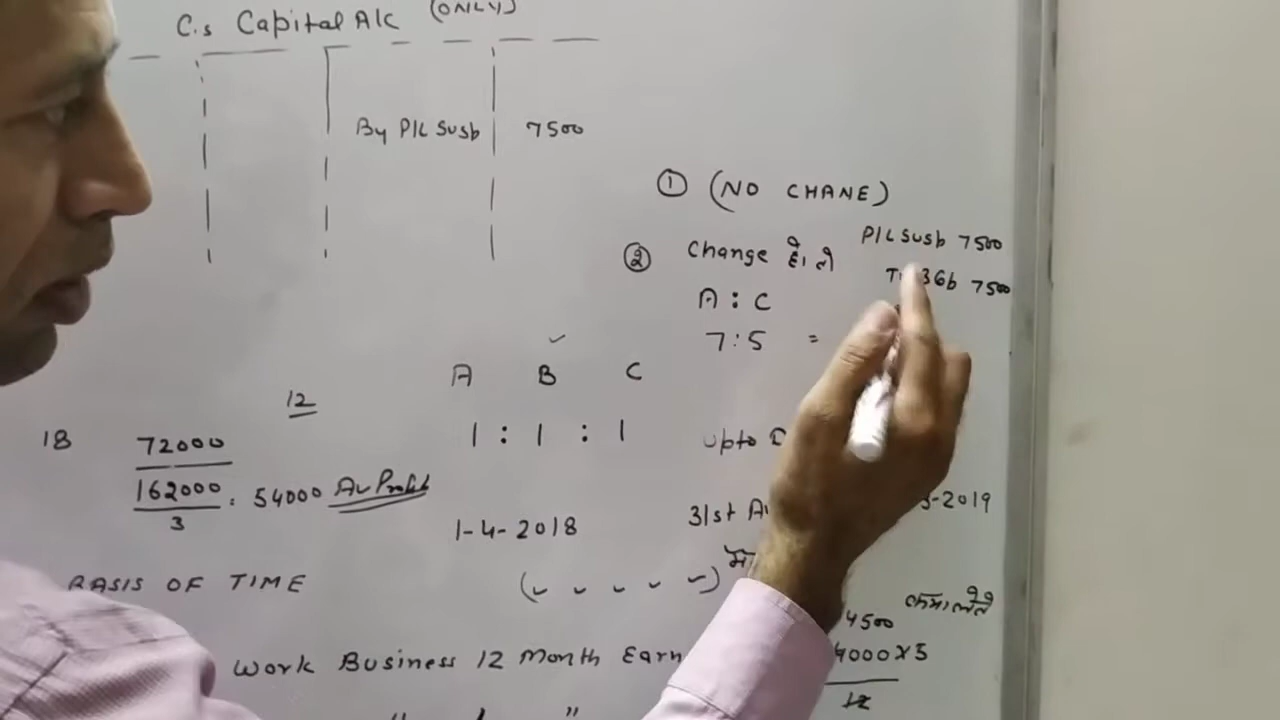 C.s Capital A/c (ONLY)
By P/L Susb 7500
① (NO CHANE)
② Change हो तो
P/L Susb 7500
36b 7500
A : C
7:5 =
A B C
1 : 1 : 1
12
18 72000
162000 = 54000 Av Profit
3
upto
1-4-2018
31st
-2019
BASIS OF TIME
4500
Work Business 12 Month Earn
4000×5
12
"